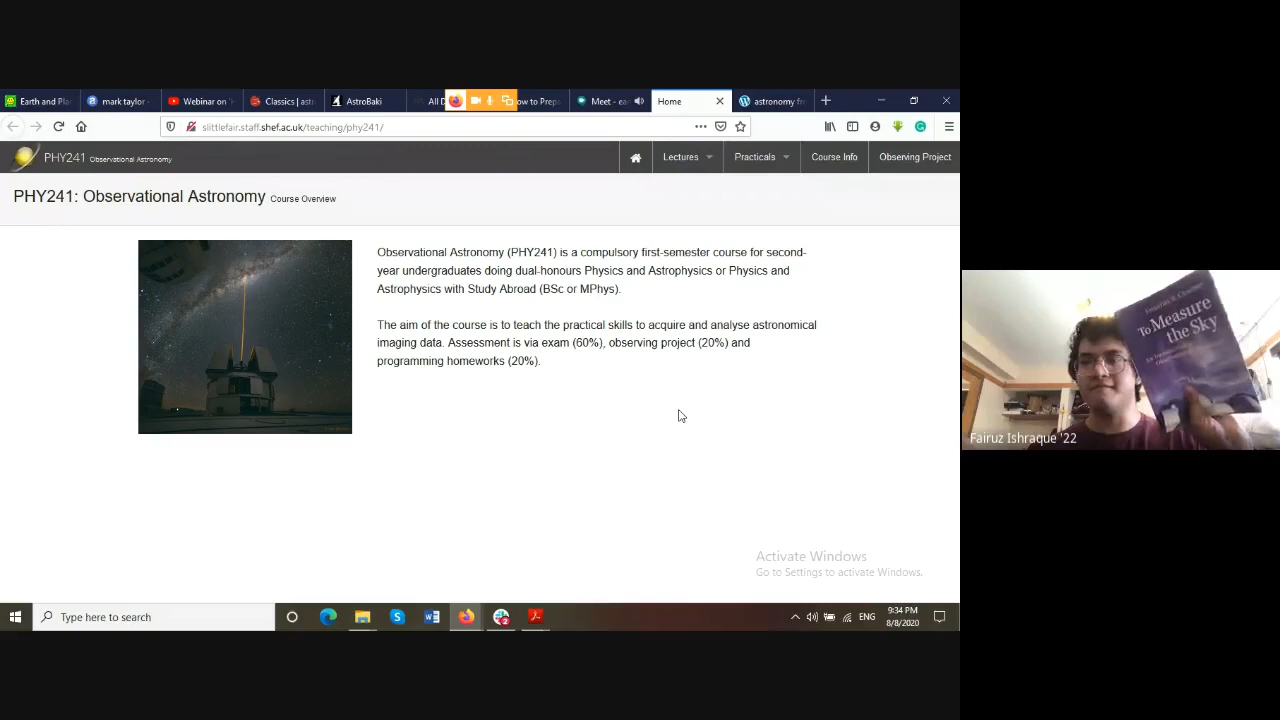 Earth and Pla
mark taylor -
Webinar on '
Classics | astr
AstroBaki
All D
ow to Prepa
Meet - ea
Home
astronomy fr
slittlefair.staff.shef.ac.uk/teaching/phy241/
PHY241 Observational Astronomy
Lectures
Practicals
Course Info
Observing Project
PHY241: Observational Astronomy Course Overview
Observational Astronomy (PHY241) is a compulsory first-semester course for second-
year undergraduates doing dual-honours Physics and Astrophysics or Physics and
Astrophysics with Study Abroad (BSc or MPhys).
The aim of the course is to teach the practical skills to acquire and analyse astronomical
imaging data. Assessment is via exam (60%), observing project (20%) and
programming homeworks (20%).
To Measure
the Sky
Fairuz Ishraque '22
Activate Windows
Go to Settings to activate Windows.
Type here to search
ENG
9:34 PM
8/8/2020